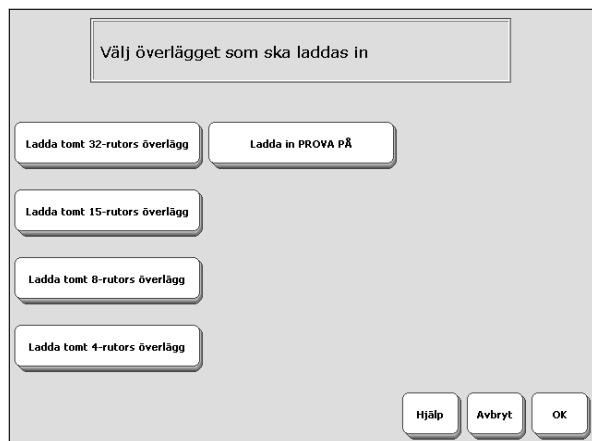 Välj överlägget som ska laddas in
Ladda tomt 32-rutors överlägg
Ladda in PROVA PÅ
Ladda tomt 15-rutors överlägg
Ladda tomt 8-rutors överlägg
Ladda tomt 4-rutors överlägg
Hjälp
Avbryt
OK